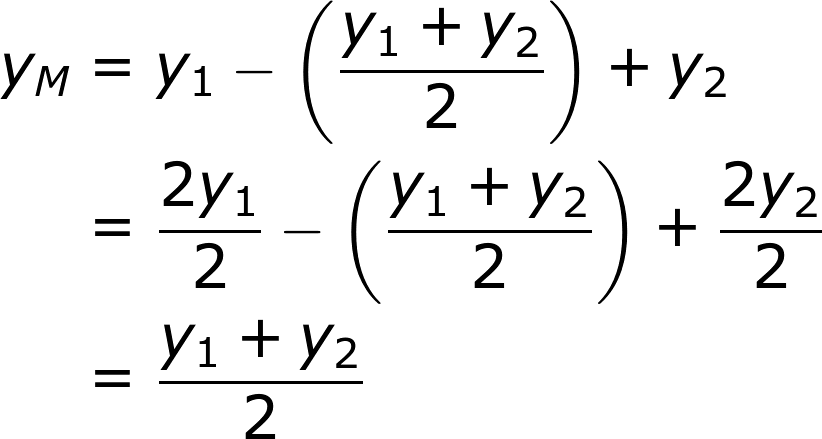 y_M = y_1 − ((y_1 + y_2)/2) + y_2
= 2y_1/2 − ((y_1 + y_2)/2) + 2y_2/2
= (y_1 + y_2)/2